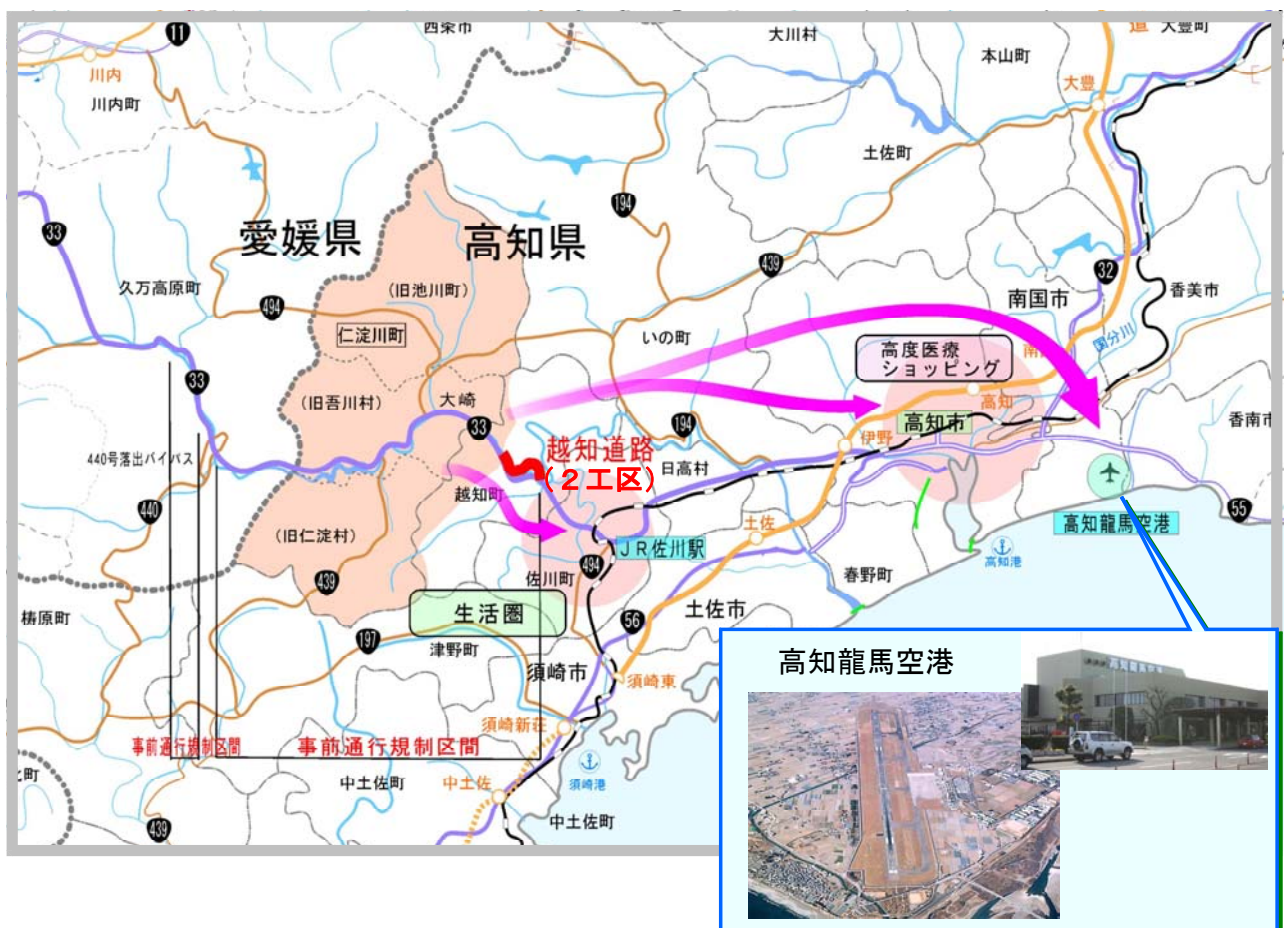 西条市
大川村
本山町
大豊町
11
川内
川内町
大豊
土佐町
194
33
愛媛県
高知県
439
32
久万高原町
494
(旧池川町)
南国市
香美市
仁淀川町
いの町
国分川
高度医療
ショッピング
33
(旧吾川村)
大崎
高知
33
194
高知市
香南市
越知道路
(2工区)
伊野
440号落出バイパス
日高村
越知町
440
55
土佐
高知龍馬空港
(旧仁淀村)
JR佐川駅
高知港
494
439
佐川町
春野町
生活圏
56
土佐市
梼原町
197
津野町
須崎市
須崎東
高知龍馬空港
高知龍馬空港
須崎新荘
事前通行規制区間
事前通行規制区間
中土佐町
中土佐
須崎港
439
中土佐町